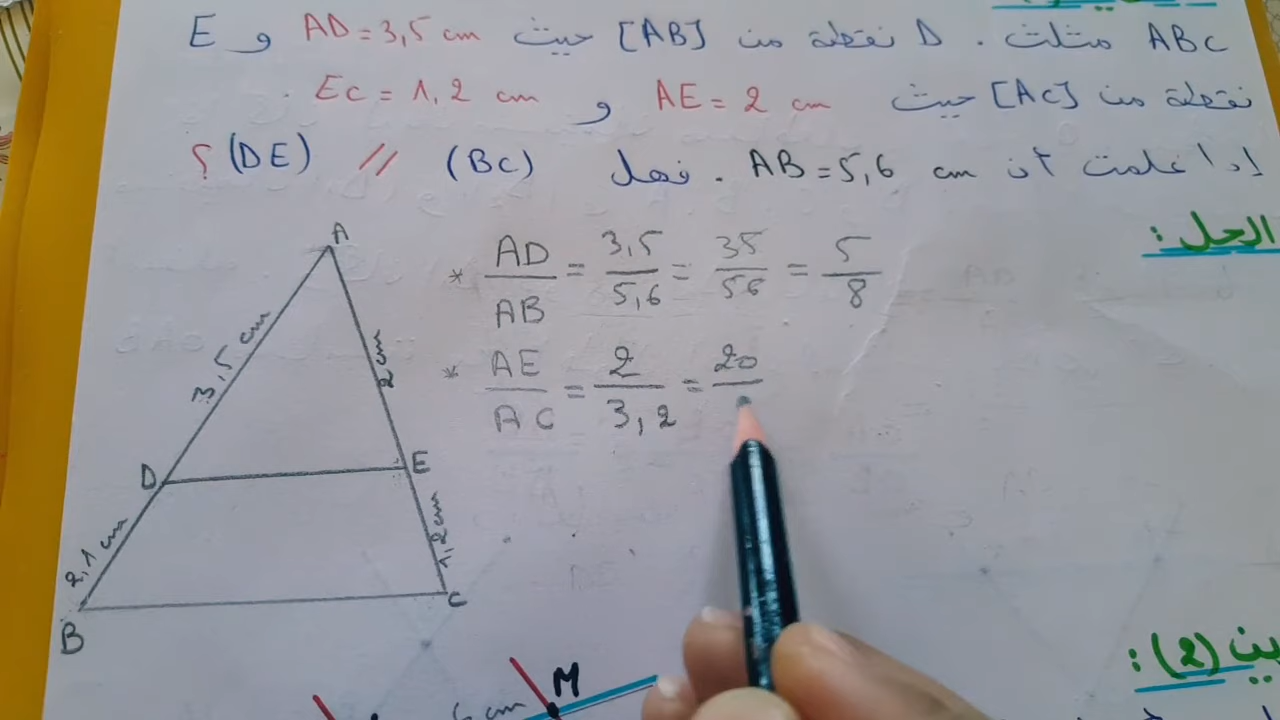 ABC مثلث. D نقطة من [AB] حيث AD = 3,5 cm و E
نقطة من [AC] حيث AE = 2 cm و EC = 1,2 cm .
إذا علمت أن AB = 5,6 cm . فهل (BC) // (DE) ؟
الحل :
* AD/AB = 3,5/5,6 = 35/56 = 5/8
* AE/AC = 2/3,2 = 20/
A
3,5 cm
2 cm
D
E
2,1 cm
1,2 cm
B
C
(2) :
M
cm